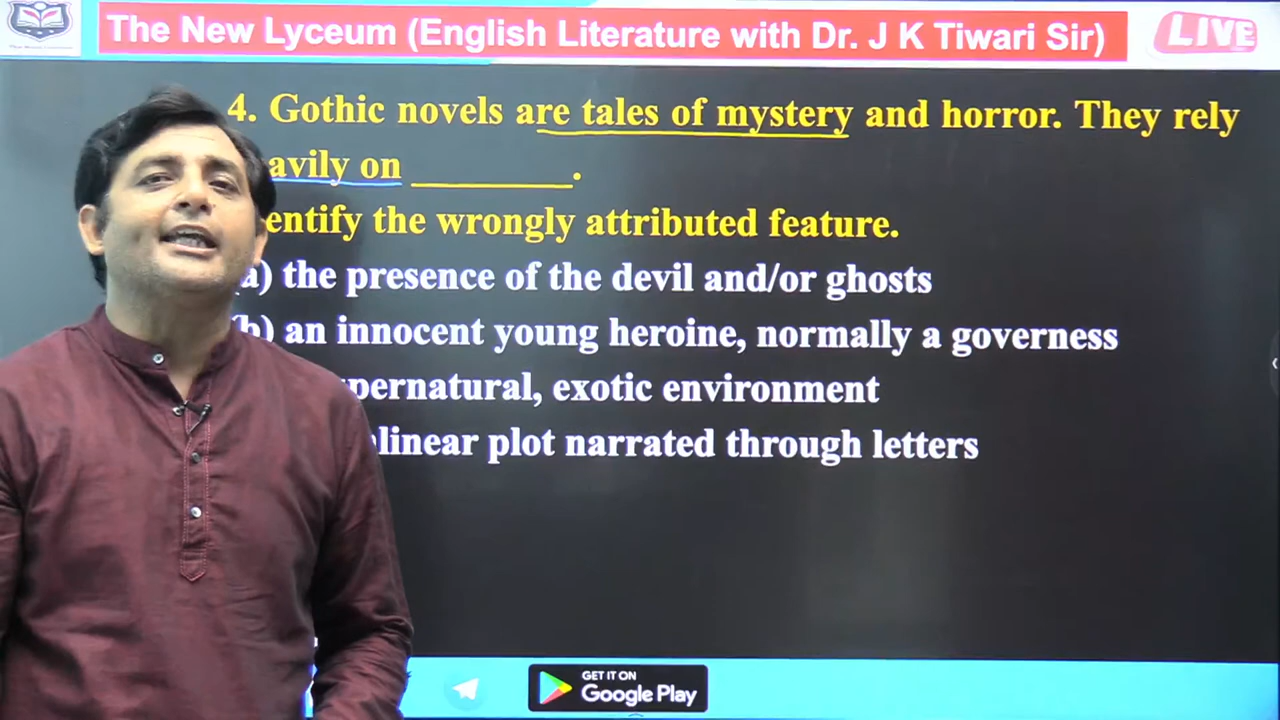 The New Lyceum (English Literature with Dr. J K Tiwari Sir)
LIVE
4. Gothic novels are tales of mystery and horror. They rely
avily on ________.
entify the wrongly attributed feature.
a) the presence of the devil and/or ghosts
(b) an innocent young heroine, normally a governess
pernatural, exotic environment
linear plot narrated through letters
GET IT ON
Google Play